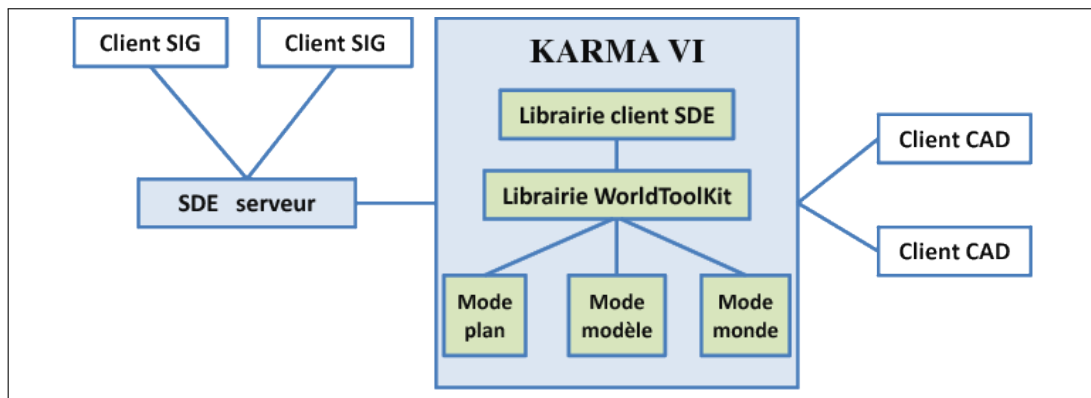 Client SIG
Client SIG
SDE serveur
KARMA VI
Librairie client SDE
Librairie WorldToolKit
Mode
plan
Mode
modèle
Mode
monde
Client CAD
Client CAD